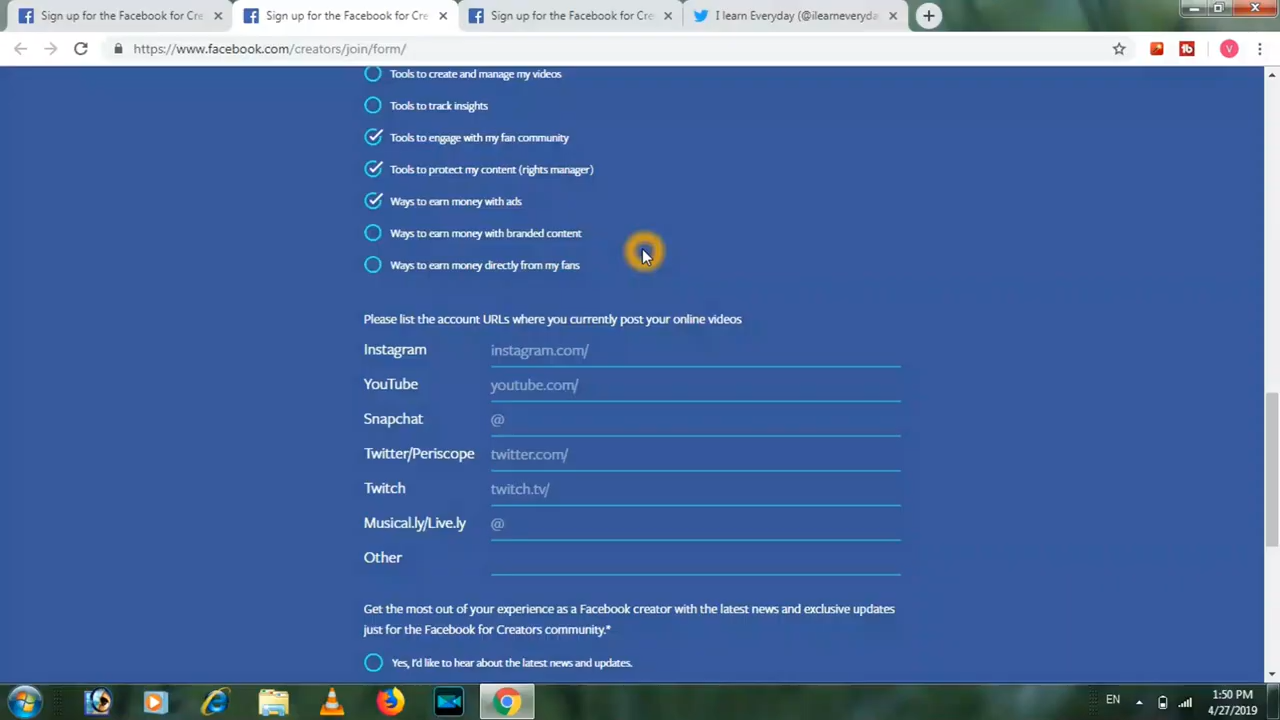 Sign up for the Facebook for Cre
Sign up for the Facebook for Cre
Sign up for the Facebook for Cre
I learn Everyday (@ilearneveryda
https://www.facebook.com/creators/join/form/
V
Tools to create and manage my videos
Tools to track insights
Tools to engage with my fan community
Tools to protect my content (rights manager)
Ways to earn money with ads
Ways to earn money with branded content
Ways to earn money directly from my fans
Please list the account URLs where you currently post your online videos
Instagram instagram.com/
YouTube youtube.com/
Snapchat @
Twitter/Periscope twitter.com/
Twitch twitch.tv/
Musical.ly/Live.ly @
Other
Get the most out of your experience as a Facebook creator with the latest news and exclusive updates
just for the Facebook for Creators community.*
Yes, I'd like to hear about the latest news and updates.
EN
1:50 PM
4/27/2019